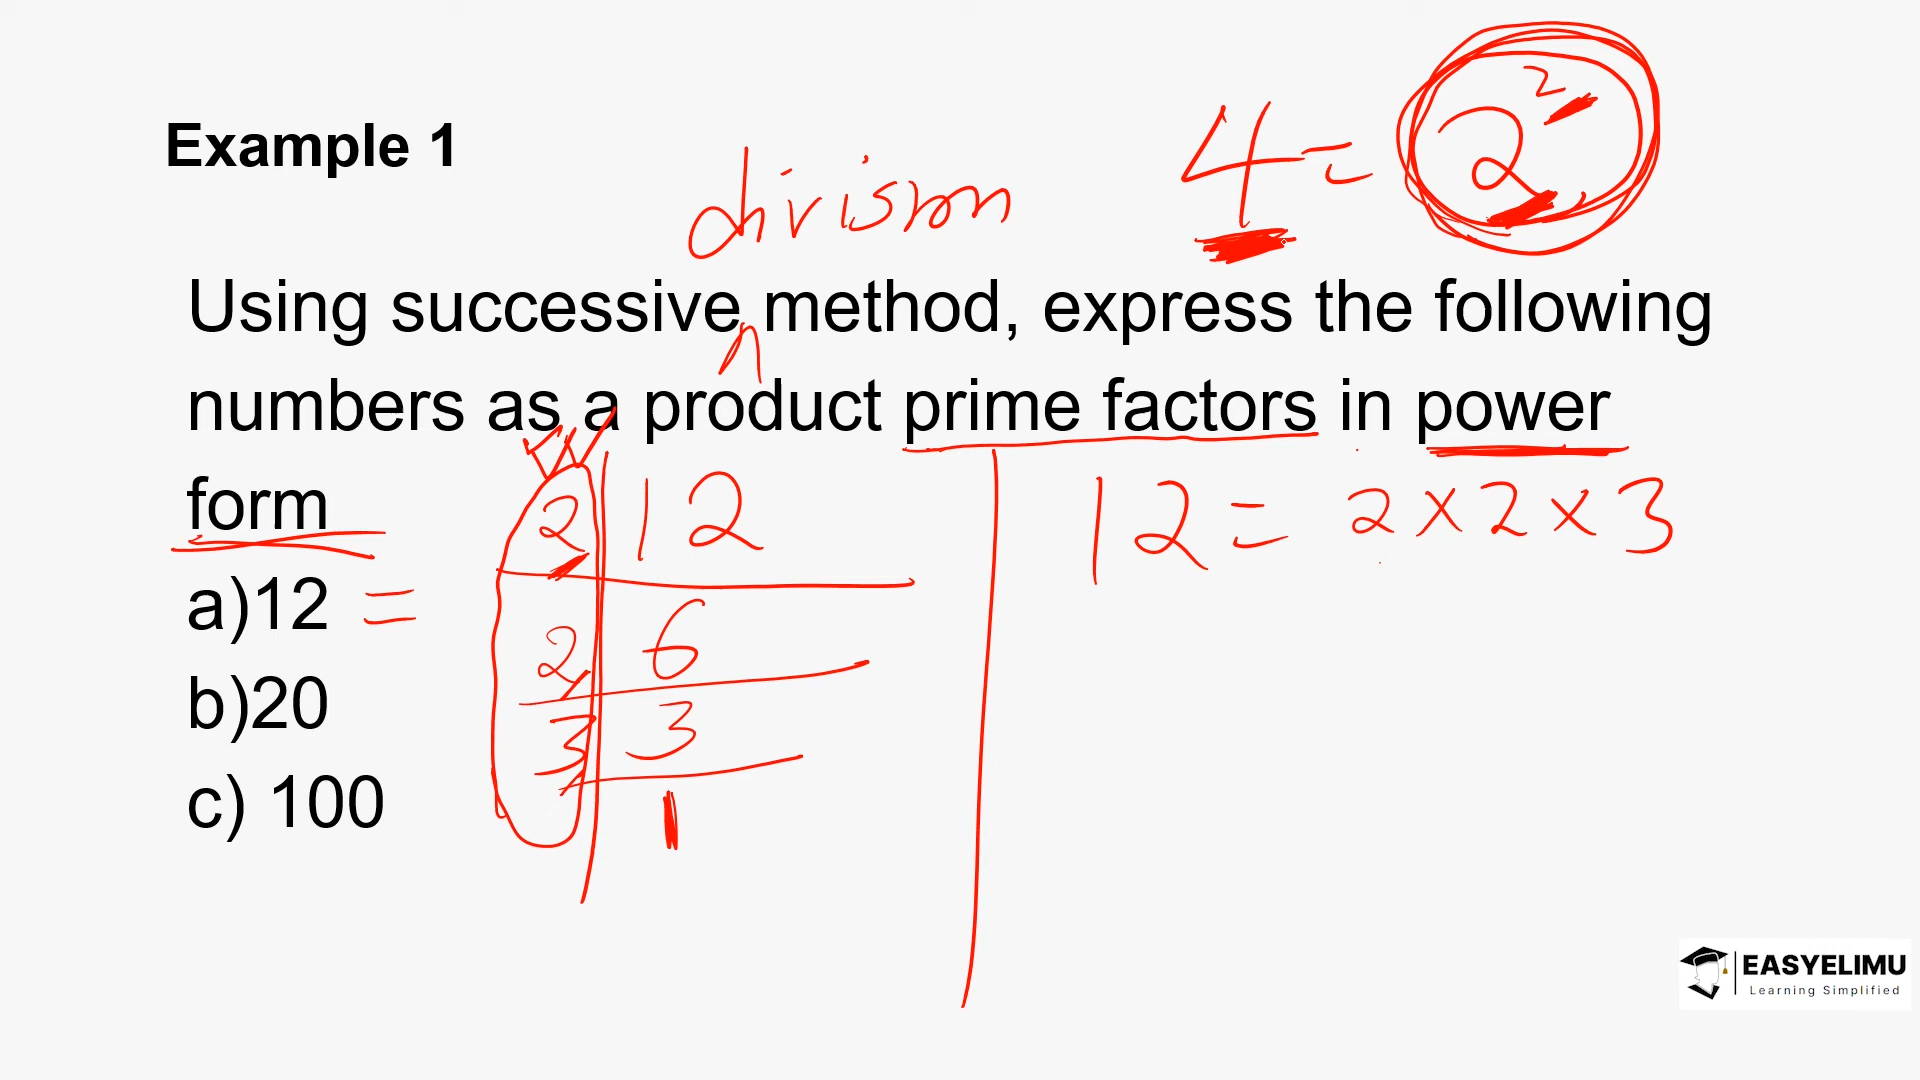 4 = 2²
Example 1
division
Using successive method, express the following
numbers as a product prime factors in power
form
2 12
12 = 2 × 2 × 3
a)12 =
2 6
b)20
3 3
c) 100
1
EASYELIMU
Learning Simplified